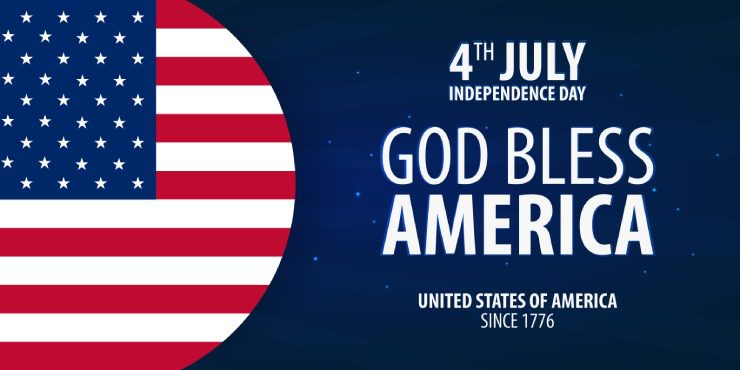 4TH JULY
INDEPENDENCE DAY
GOD BLESS
AMERICA
UNITED STATES OF AMERICA
SINCE 1776